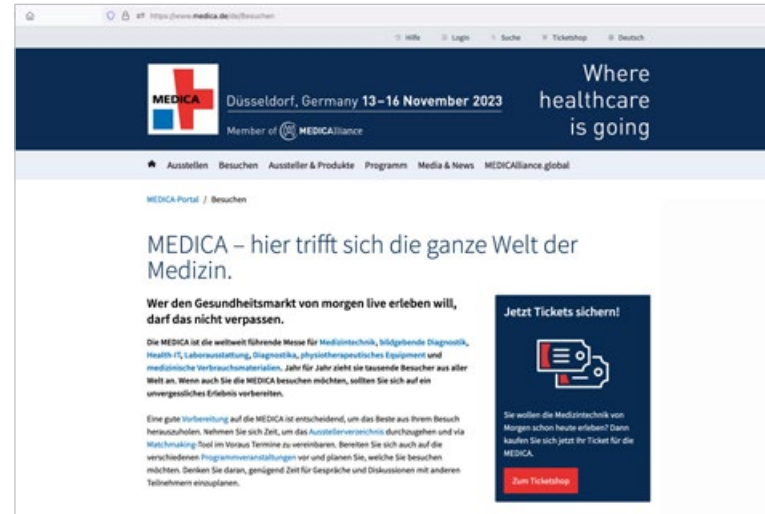 https://www.medica.de/de/Besuchen
Hilfe Login Suche Ticketshop Deutsch
MEDICA
Düsseldorf, Germany 13–16 November 2023
Member of MEDICAlliance
Where
healthcare
is going
Ausstellen Besuchen Aussteller & Produkte Programm Media & News MEDICAlliance.global
MEDICA-Portal / Besuchen
MEDICA – hier trifft sich die ganze Welt der
Medizin.
Wer den Gesundheitsmarkt von morgen live erleben will,
darf das nicht verpassen.
Die MEDICA ist die weltweit führende Messe für Medizintechnik, bildgebende Diagnostik,
Health-IT, Laborausstattung, Diagnostika, physiotherapeutisches Equipment und
medizinische Verbrauchsmaterialien. Jahr für Jahr zieht sie tausende Besucher aus aller
Welt an. Wenn auch Sie die MEDICA besuchen möchten, sollten Sie sich auf ein
unvergessliches Erlebnis vorbereiten.
Eine gute Vorbereitung auf die MEDICA ist entscheidend, um das Beste aus Ihrem Besuch
herauszuholen. Nehmen Sie sich Zeit, um das Ausstellerverzeichnis durchzugehen und via
Matchmaking-Tool im Voraus Termine zu vereinbaren. Bereiten Sie sich auch auf die
verschiedenen Programmveranstaltungen vor und planen Sie, welche Sie besuchen
möchten. Denken Sie daran, genügend Zeit für Gespräche und Diskussionen mit anderen
Teilnehmern einzuplanen.
Jetzt Tickets sichern!
Sie wollen die Medizintechnik von
Morgen schon heute erleben? Dann
kaufen Sie sich jetzt Ihr Ticket für die
MEDICA.
Zum Ticketshop